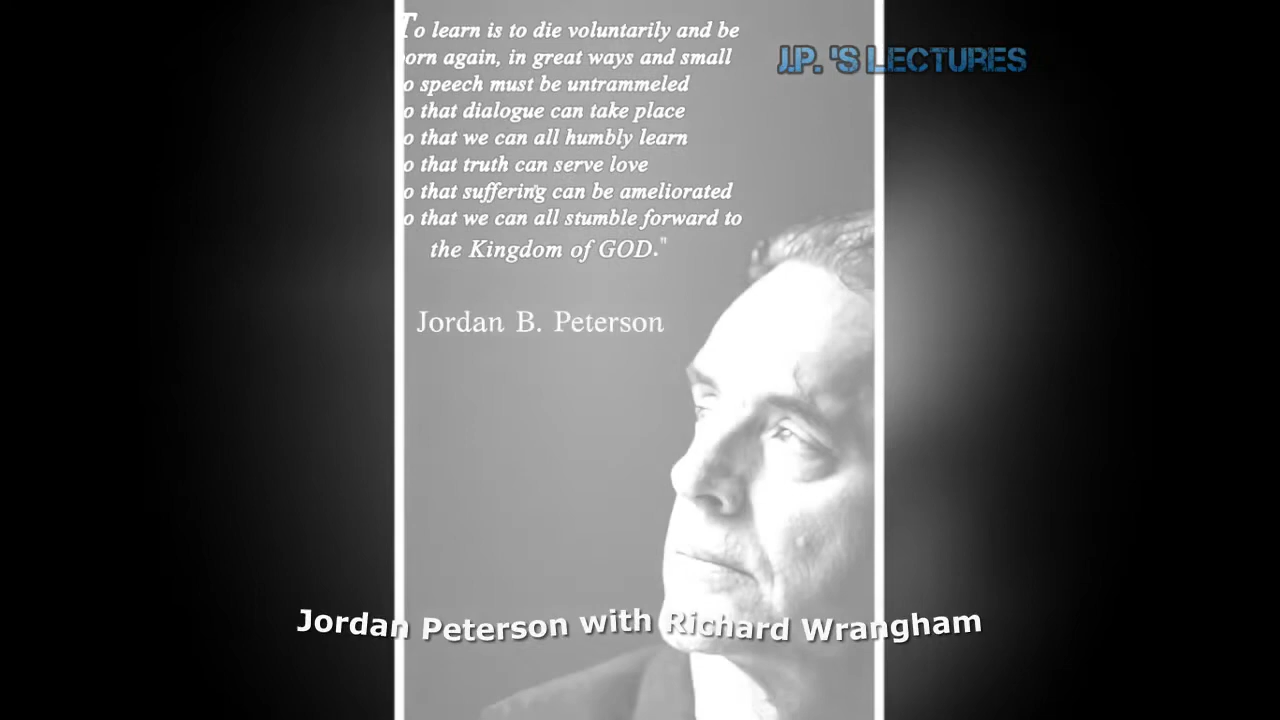 To learn is to die voluntarily and be
born again, in great ways and small
o speech must be untrammeled
o that dialogue can take place
o that we can all humbly learn
o that truth can serve love
o that suffering can be ameliorated
o that we can all stumble forward to
the Kingdom of GOD."
Jordan B. Peterson
J.P. 'S LECTURES
Jordan Peterson with Richard Wrangham